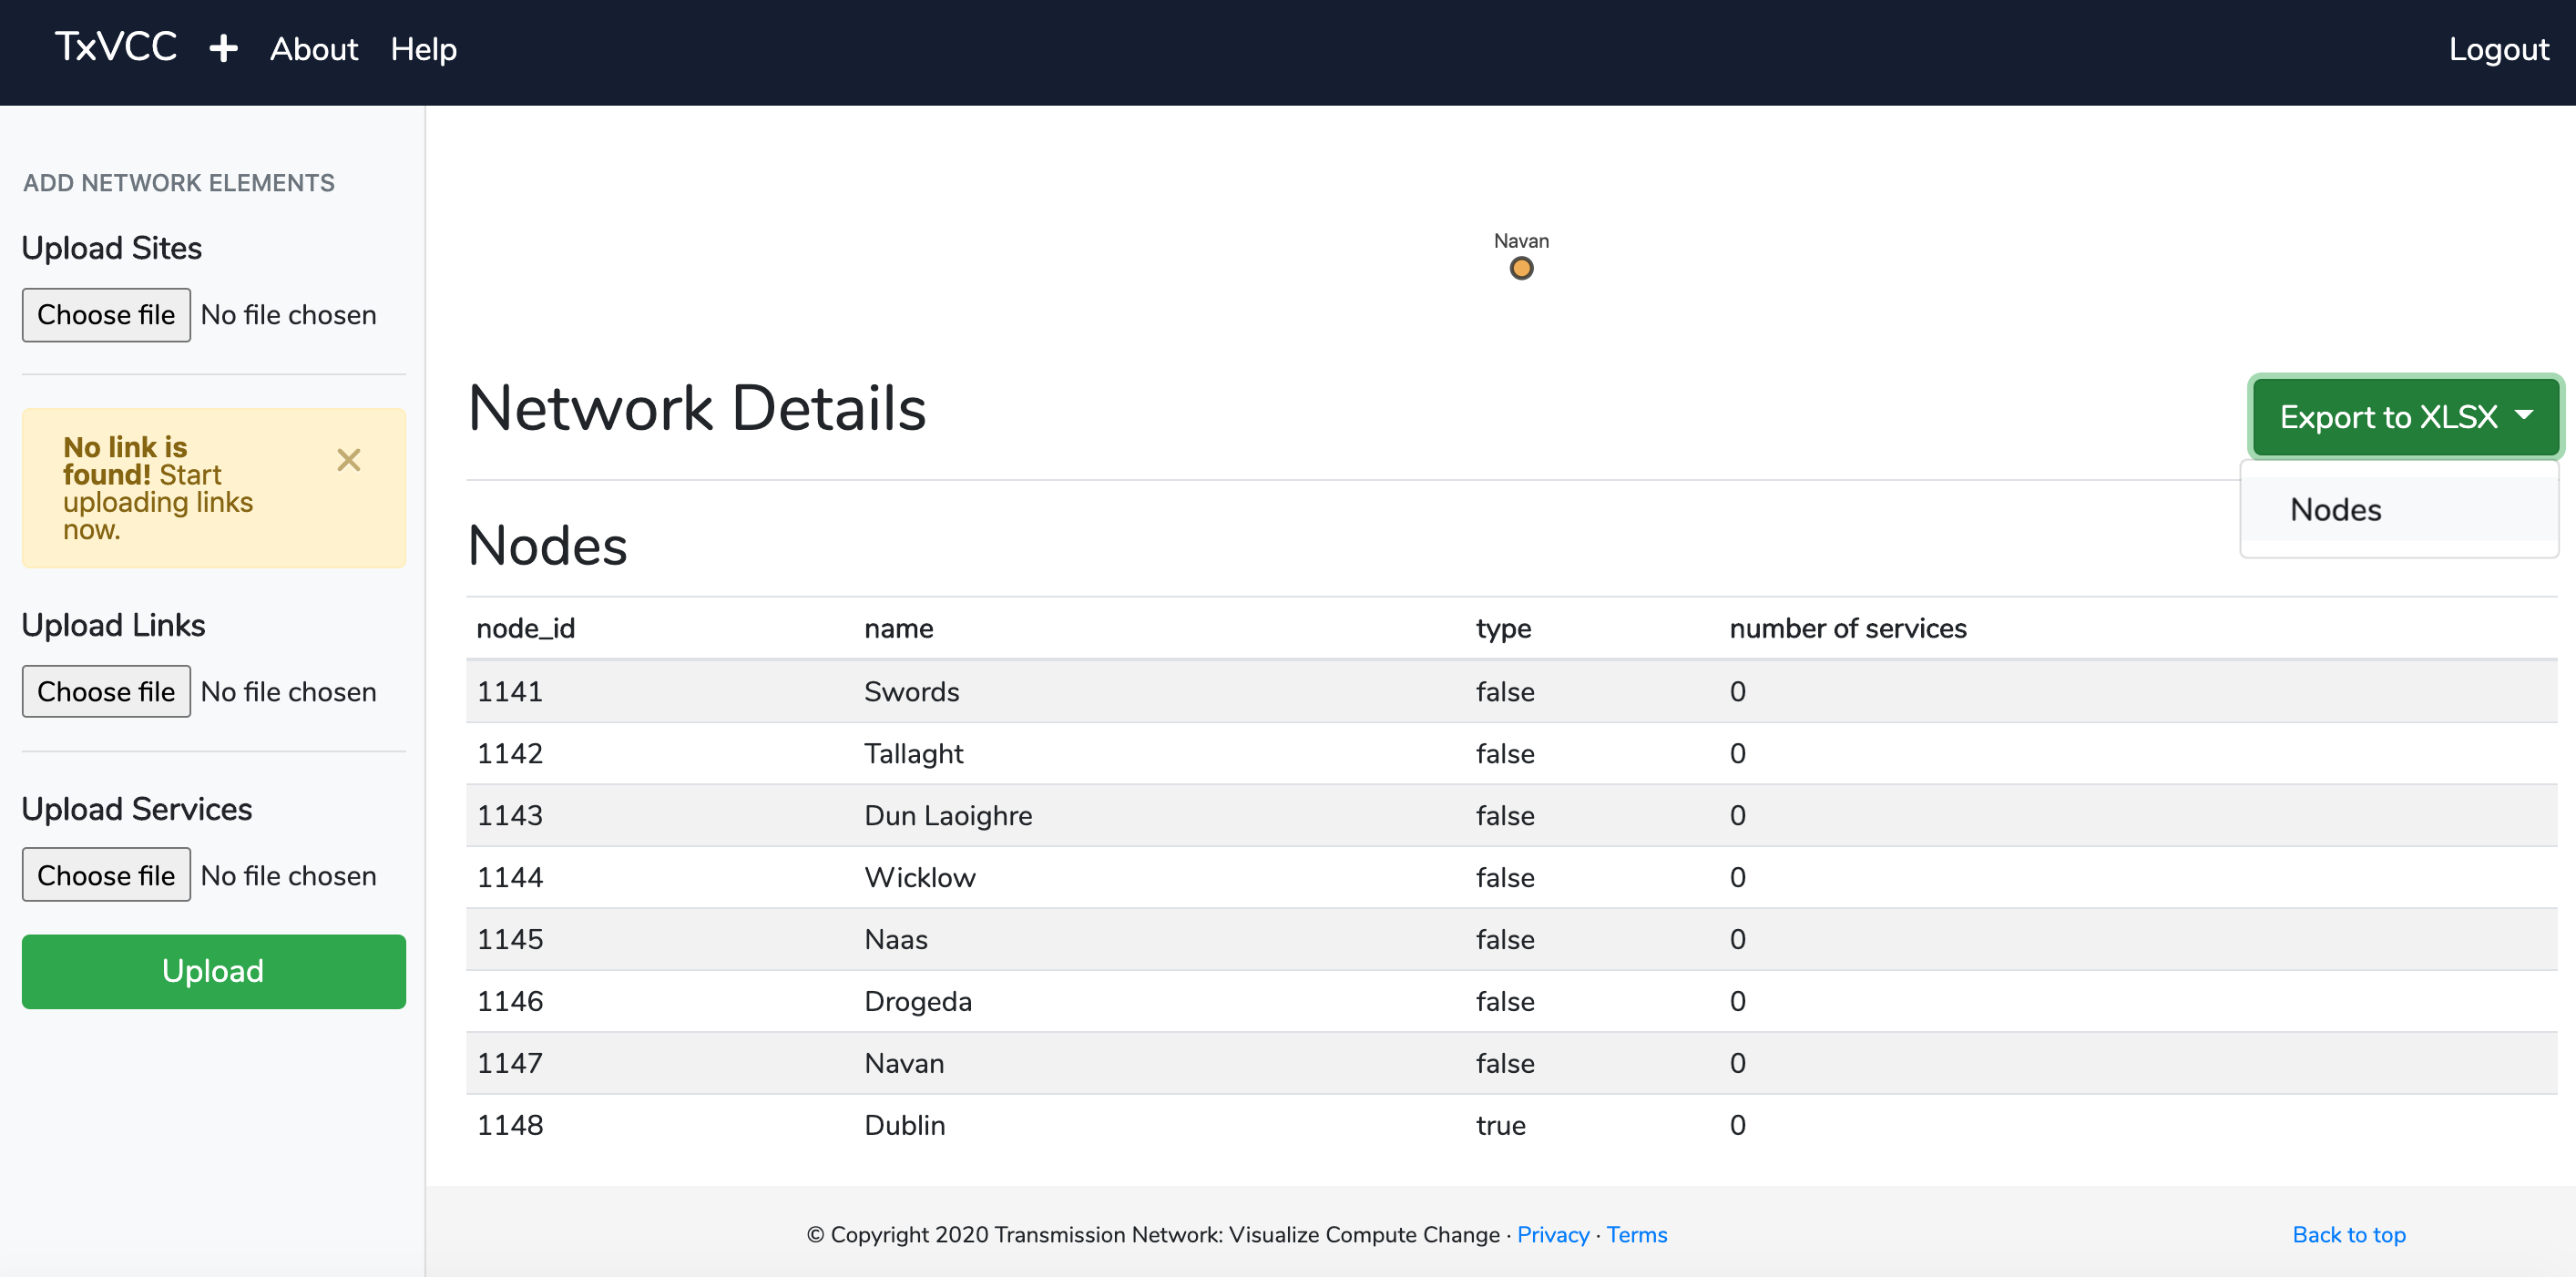 TxVCC + About Help Logout
ADD NETWORK ELEMENTS
Upload Sites
Choose file No file chosen
No link is
found! Start
uploading links
now.
×
Upload Links
Choose file No file chosen
Upload Services
Choose file No file chosen
Upload
Navan
Network Details
Export to XLSX
Nodes
Nodes
node_id name type number of services
1141 Swords false 0
1142 Tallaght false 0
1143 Dun Laoighre false 0
1144 Wicklow false 0
1145 Naas false 0
1146 Drogeda false 0
1147 Navan false 0
1148 Dublin true 0
© Copyright 2020 Transmission Network: Visualize Compute Change · Privacy · Terms
Back to top